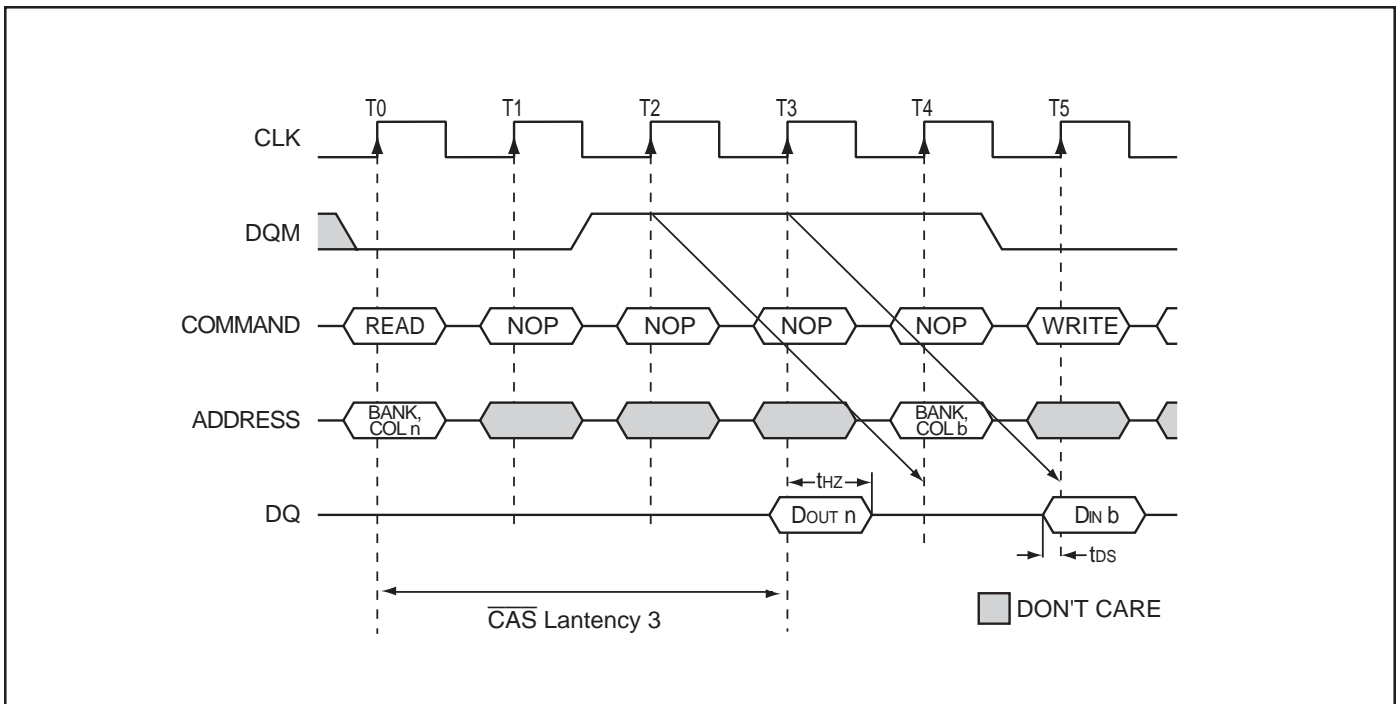 T0 T1 T2 T3 T4 T5
CLK
DQM
COMMAND READ NOP NOP NOP NOP WRITE
ADDRESS BANK, COL n BANK, COL b
tHZ
DQ DOUT n DIN b
tDS
CAS Lantency 3
DON'T CARE